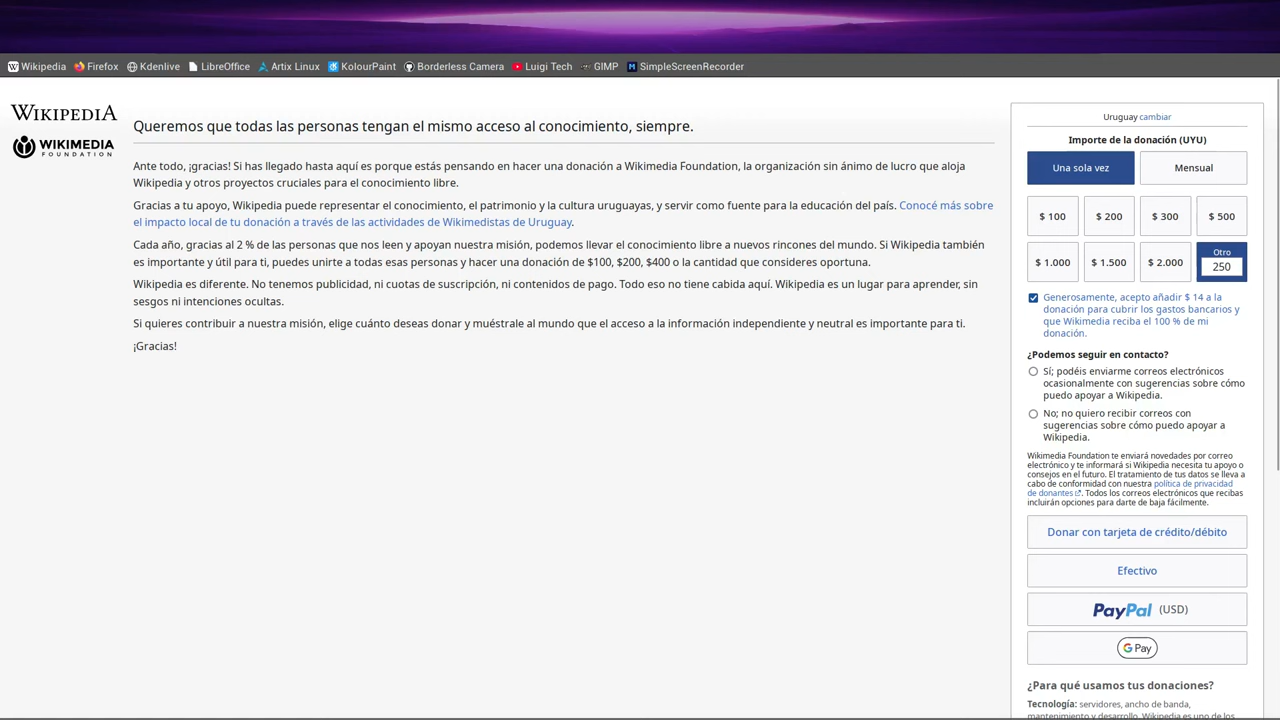 Wikipedia Firefox Kdenlive LibreOffice Artix Linux KolourPaint Borderless Camera Luigi Tech GIMP SimpleScreenRecorder
WIKIPEDIA
WIKIMEDIA
FOUNDATION
Queremos que todas las personas tengan el mismo acceso al conocimiento, siempre.
Ante todo, ¡gracias! Si has llegado hasta aquí es porque estás pensando en hacer una donación a Wikimedia Foundation, la organización sin ánimo de lucro que aloja
Wikipedia y otros proyectos cruciales para el conocimiento libre.
Gracias a tu apoyo, Wikipedia puede representar el conocimiento, el patrimonio y la cultura uruguayas, y servir como fuente para la educación del país. Conocé más sobre
el impacto local de tu donación a través de las actividades de Wikimedistas de Uruguay.
Cada año, gracias al 2 % de las personas que nos leen y apoyan nuestra misión, podemos llevar el conocimiento libre a nuevos rincones del mundo. Si Wikipedia también
es importante y útil para ti, puedes unirte a todas esas personas y hacer una donación de $100, $200, $400 o la cantidad que consideres oportuna.
Wikipedia es diferente. No tenemos publicidad, ni cuotas de suscripción, ni contenidos de pago. Todo eso no tiene cabida aquí. Wikipedia es un lugar para aprender, sin
sesgos ni intenciones ocultas.
Si quieres contribuir a nuestra misión, elige cuánto deseas donar y muéstrale al mundo que el acceso a la información independiente y neutral es importante para ti.
¡Gracias!
Uruguay cambiar
Importe de la donación (UYU)
Una sola vez Mensual
$ 100 $ 200 $ 300 $ 500
$ 1.000 $ 1.500 $ 2.000 Otro
250
Generosamente, acepto añadir $ 14 a la
donación para cubrir los gastos bancarios y
que Wikimedia reciba el 100 % de mi
donación.
¿Podemos seguir en contacto?
Sí; podéis enviarme correos electrónicos
ocasionalmente con sugerencias sobre cómo
puedo apoyar a Wikipedia.
No; no quiero recibir correos con
sugerencias sobre cómo puedo apoyar a
Wikipedia.
Wikimedia Foundation te enviará novedades por correo
electrónico y te informará si Wikipedia necesita tu apoyo o
consejos en el futuro. El tratamiento de tus datos se lleva a
cabo de conformidad con nuestra política de privacidad
de donantes. Todos los correos electrónicos que recibas
incluirán opciones para darte de baja fácilmente.
Donar con tarjeta de crédito/débito
Efectivo
PayPal (USD)
G Pay
¿Para qué usamos tus donaciones?
Tecnología: servidores, ancho de banda,
mantenimiento y desarrollo. Wikipedia es uno de los